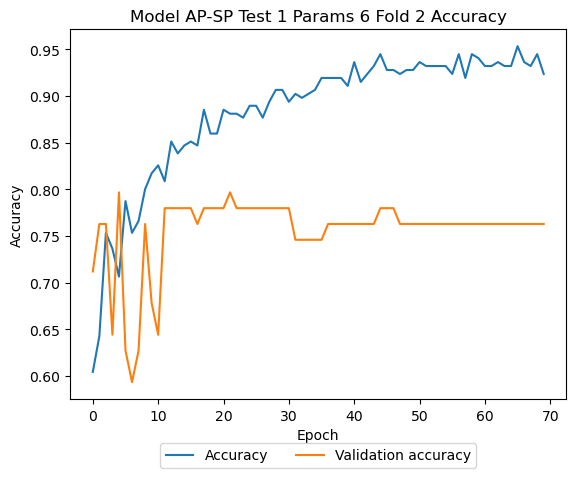 Model AP-SP Test 1 Params 6 Fold 2 Accuracy
0.95
0.90
0.85
0.80
0.75
0.70
0.65
0.60
Accuracy
0 10 20 30 40 50 60 70
Epoch
Accuracy Validation accuracy